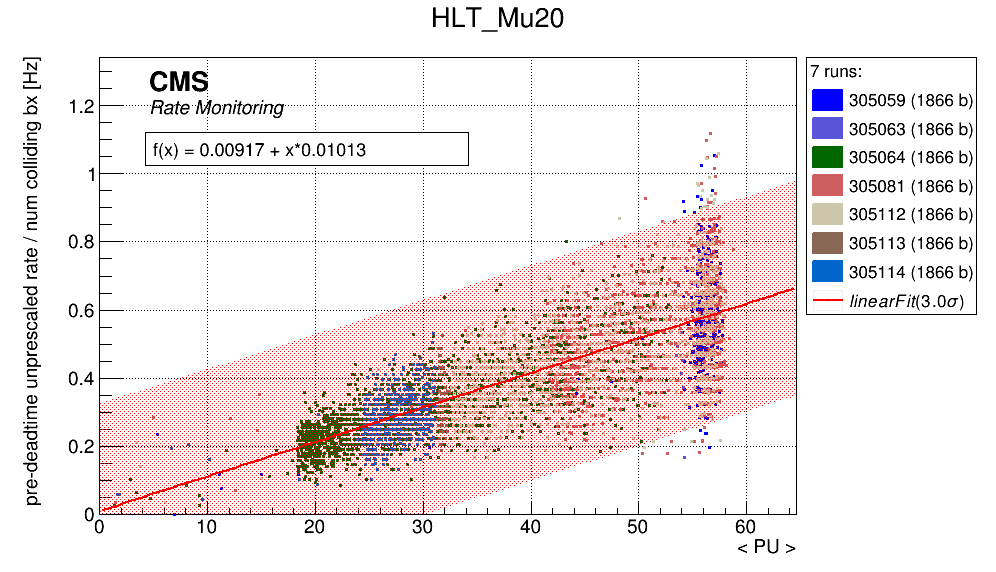 HLT_Mu20
pre-deadtime unprescaled rate / num colliding bx [Hz]
CMS
Rate Monitoring
f(x) = 0.00917 + x*0.01013
1.2
1
0.8
0.6
0.4
0.2
0
0 10 20 30 40 50 60
< PU >
7 runs:
305059 (1866 b)
305063 (1866 b)
305064 (1866 b)
305081 (1866 b)
305112 (1866 b)
305113 (1866 b)
305114 (1866 b)
linearFit(3.0σ)